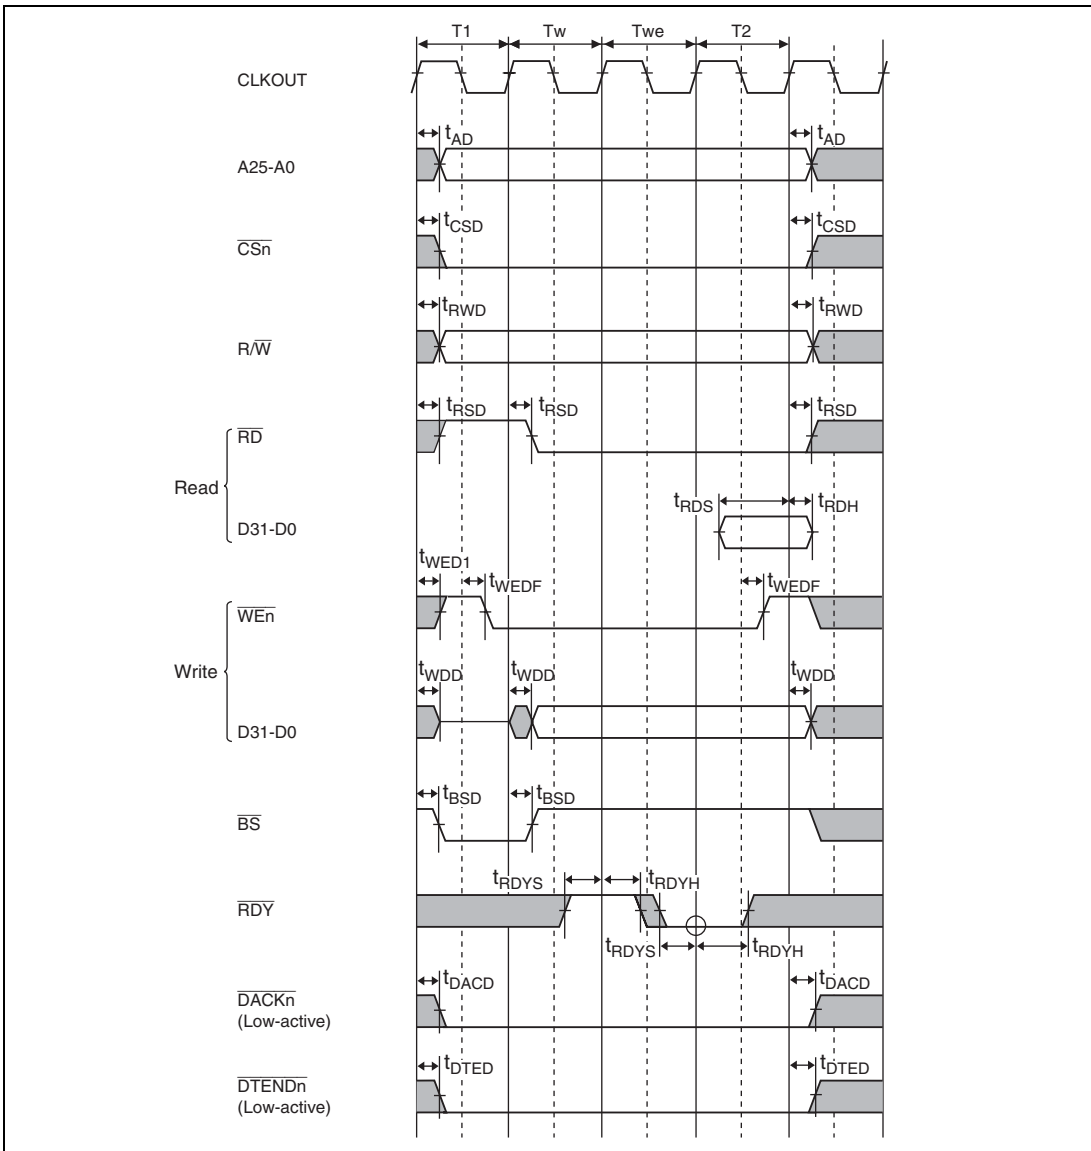 T1 Tw Twe T2
CLKOUT
tAD tAD
A25-A0
tCSD tCSD
CSn
tRWD tRWD
R/W
tRSD tRSD tRSD
RD
Read
tRDS tRDH
D31-D0
tWED1 tWEDF tWEDF
WEn
Write
tWDD tWDD tWDD
D31-D0
tBSD tBSD
BS
tRDYS tRDYH
RDY
tRDYS tRDYH
tDACD tDACD
DACKn
(Low-active)
tDTED tDTED
DTENDn
(Low-active)